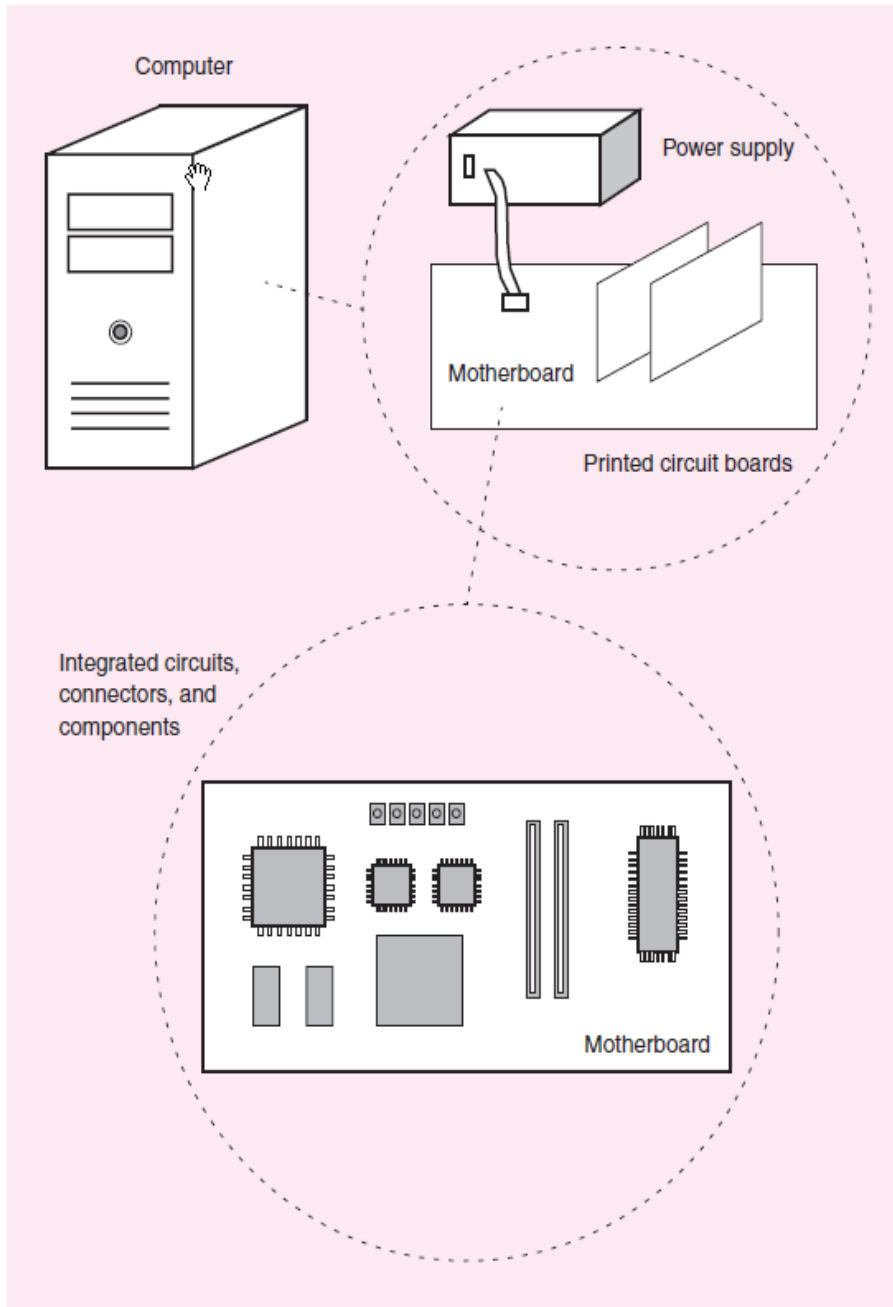 Computer
Power supply
Motherboard
Printed circuit boards
Integrated circuits,
connectors, and
components
Motherboard